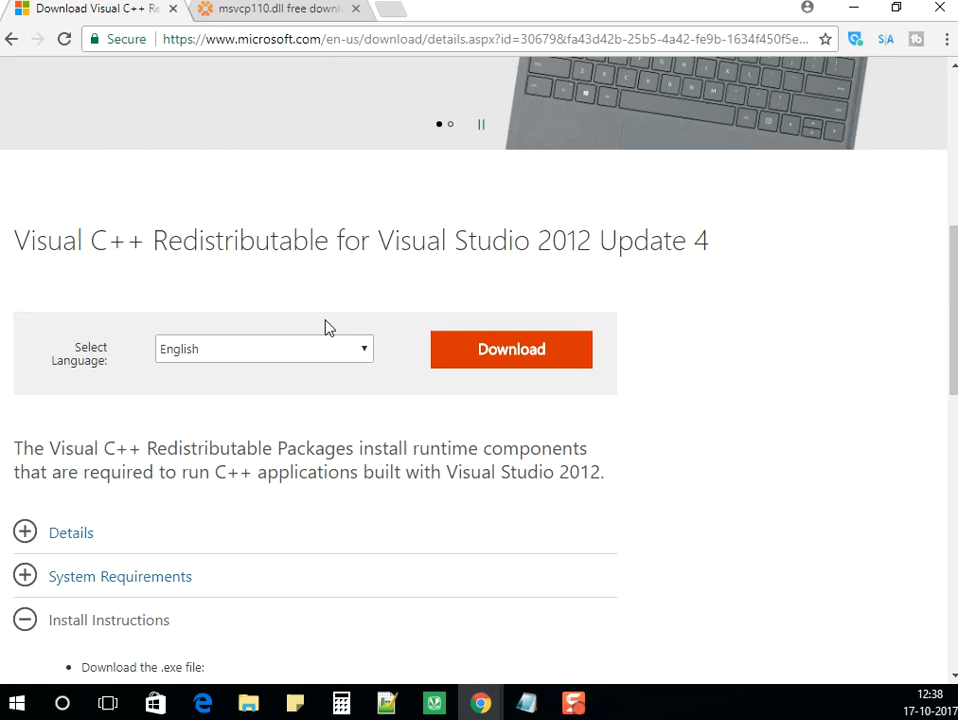 Download Visual C++ Re
msvcp110.dll free downl
Secure
https://www.microsoft.com/en-us/download/details.aspx?id=30679&fa43d42b-25b5-4a42-fe9b-1634f450f5e...
S|A
tb
Visual C++ Redistributable for Visual Studio 2012 Update 4
Select
Language:
English
Download
The Visual C++ Redistributable Packages install runtime components
that are required to run C++ applications built with Visual Studio 2012.
Details
System Requirements
Install Instructions
Download the .exe file:
12:38
17-10-2017